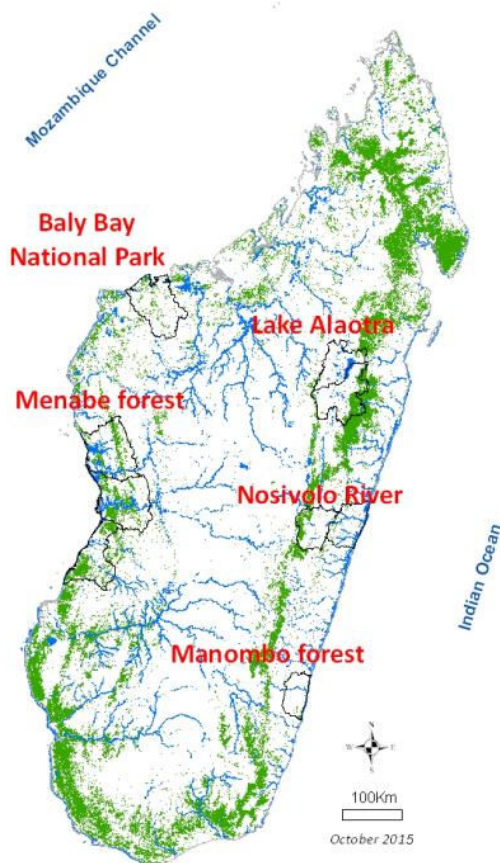 Mozambique Channel
Baly Bay
National Park
Lake Alaotra
Menabe forest
Nosivolo River
Indian Ocean
Manombo forest
N
W E
S
100Km
October 2015